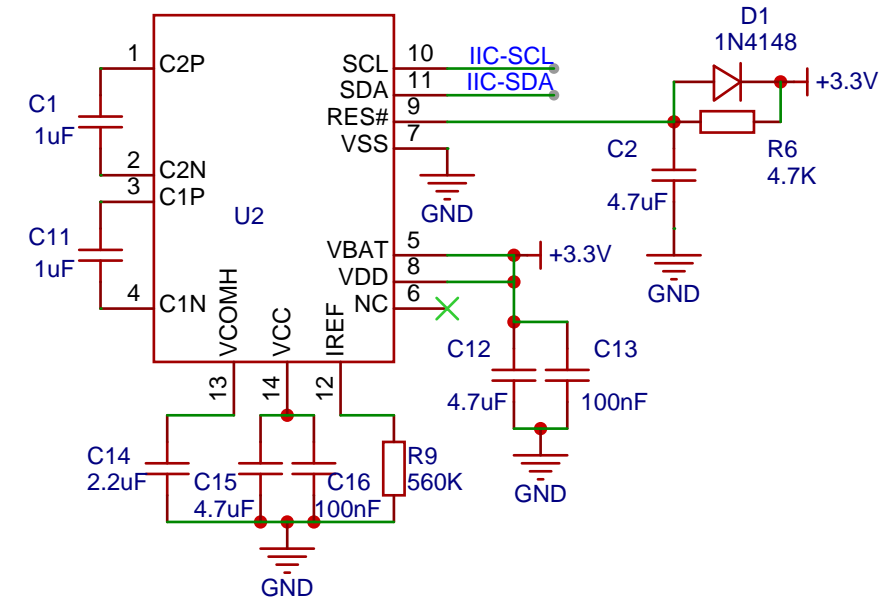 D1
1N4148
+3.3V
1
C2P
SCL
10
IIC-SCL
SDA
11
IIC-SDA
RES#
9
VSS
7
C1
1uF
C2
4.7uF
R6
4.7K
2
C2N
3
C1P
U2
GND
C11
1uF
VBAT
5
+3.3V
VDD
8
NC
6
GND
4
C1N
VCOMH
VCC
IREF
13
14
12
C12
4.7uF
C13
100nF
C14
2.2uF
C15
4.7uF
C16
100nF
R9
560K
GND
GND